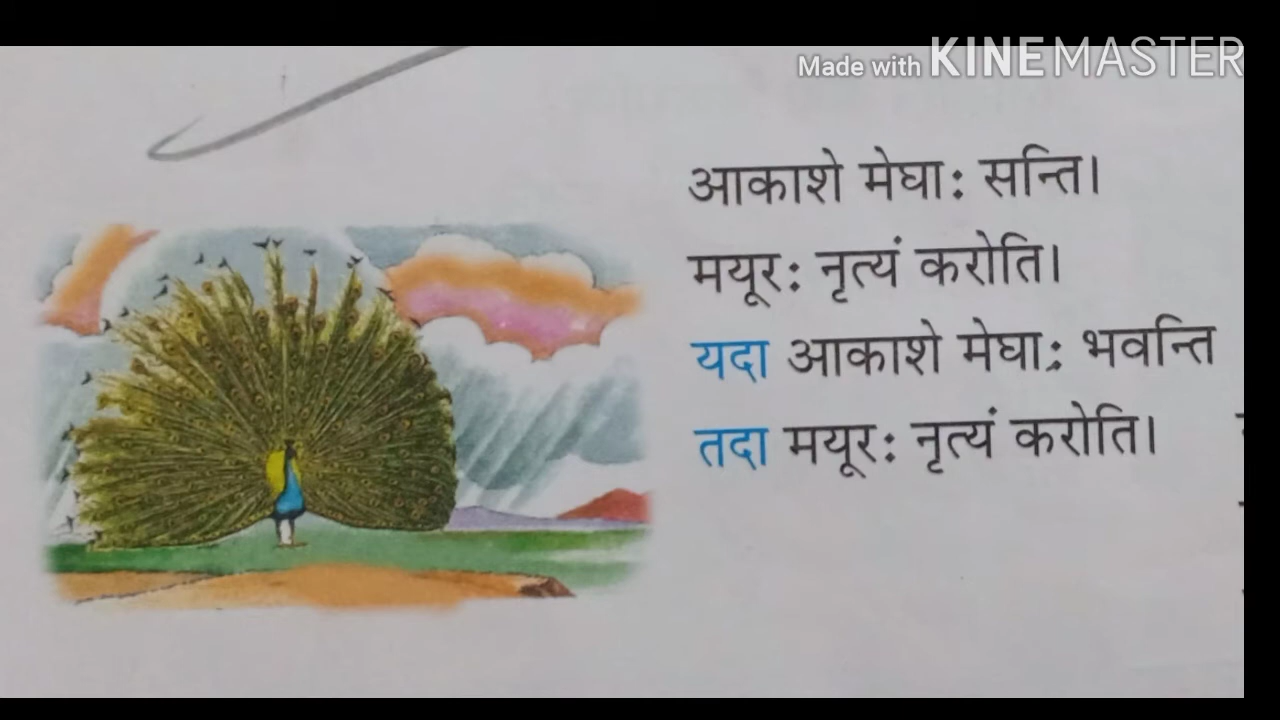 Made with KINEMASTER
आकाशे मेघाः सन्ति।
मयूरः नृत्यं करोति।
यदा आकाशे मेघाः भवन्ति
तदा मयूरः नृत्यं करोति।